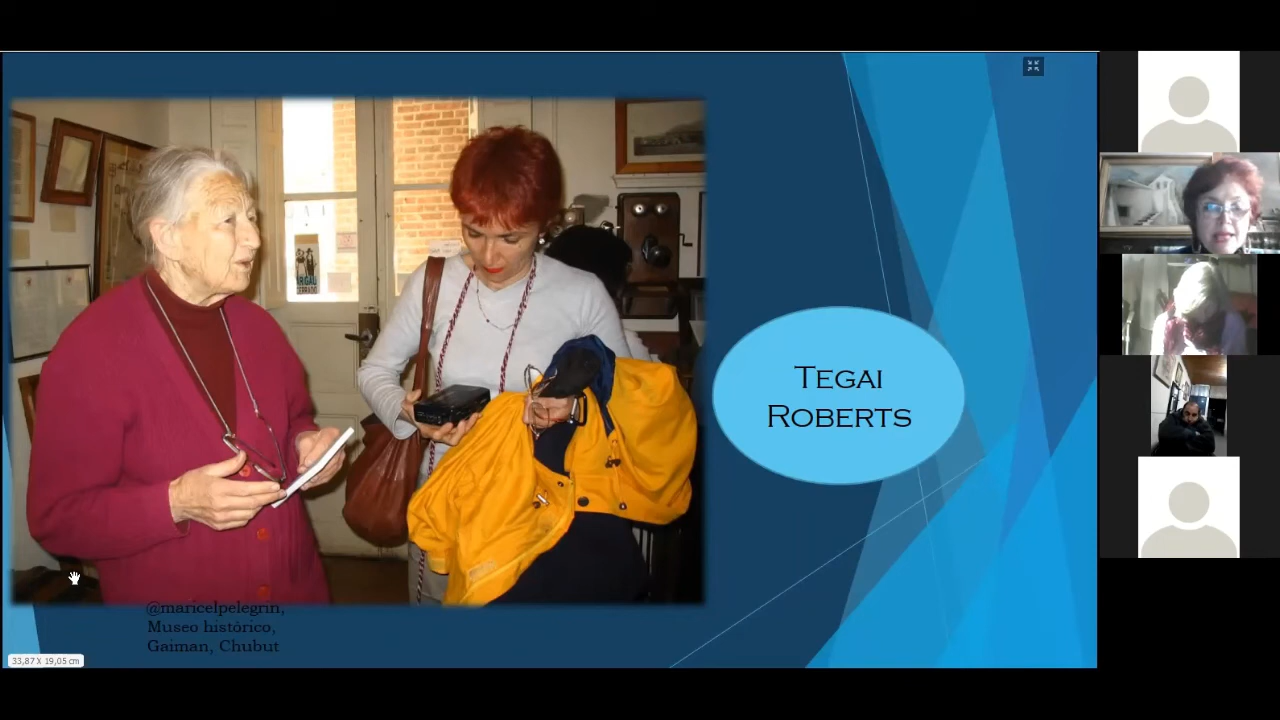 TEGAI
ROBERTS
@maricelpelegrin,
Museo histórico,
Gaiman, Chubut
33,87 X 19,05 cm